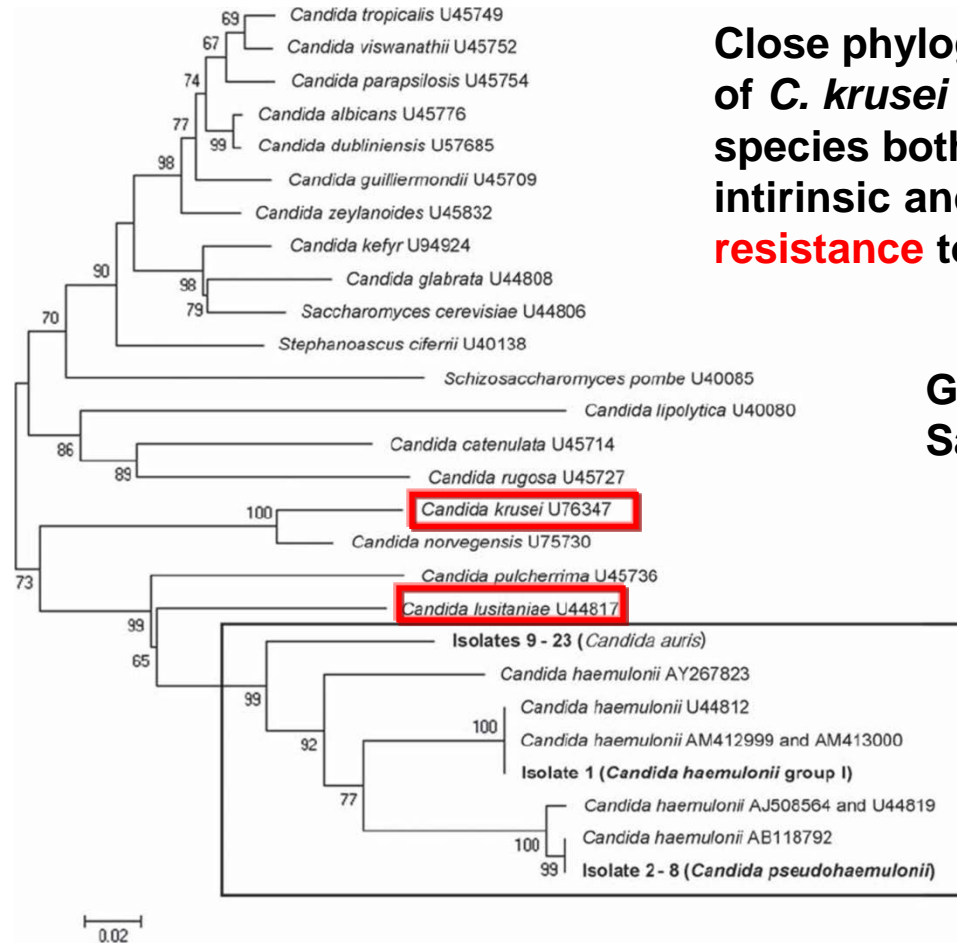 Candida tropicalis U45749
Candida viswanathii U45752
Candida parapsilosis U45754
Candida albicans U45776
Candida dubliniensis U57685
Candida guilliermondii U45709
Candida zeylanoides U45832
Candida kefyr U94924
Candida glabrata U44808
Saccharomyces cerevisiae U44806
Stephanoascus ciferrii U40138
Schizosaccharomyces pombe U40085
Candida lipolytica U40080
Candida catenulata U45714
Candida rugosa U45727
Candida krusei U76347
Candida norvegensis U75730
Candida pulcherrima U45736
Candida lusitaniae U44817
Isolates 9 - 23 (Candida auris)
Candida haemulonii AY267823
Candida haemulonii U44812
Candida haemulonii AM412999 and AM413000
Isolate 1 (Candida haemulonii group I)
Candida haemulonii AJ508564 and U44819
Candida haemulonii AB118792
Isolate 2 - 8 (Candida pseudohaemulonii)
69
67
74
99
77
98
98
79
90
70
86
89
100
73
99
65
99
92
100
77
100
99
0.02
Close phylog
of C. krusei
species both
intirinsic and
resistance to
G
Sa